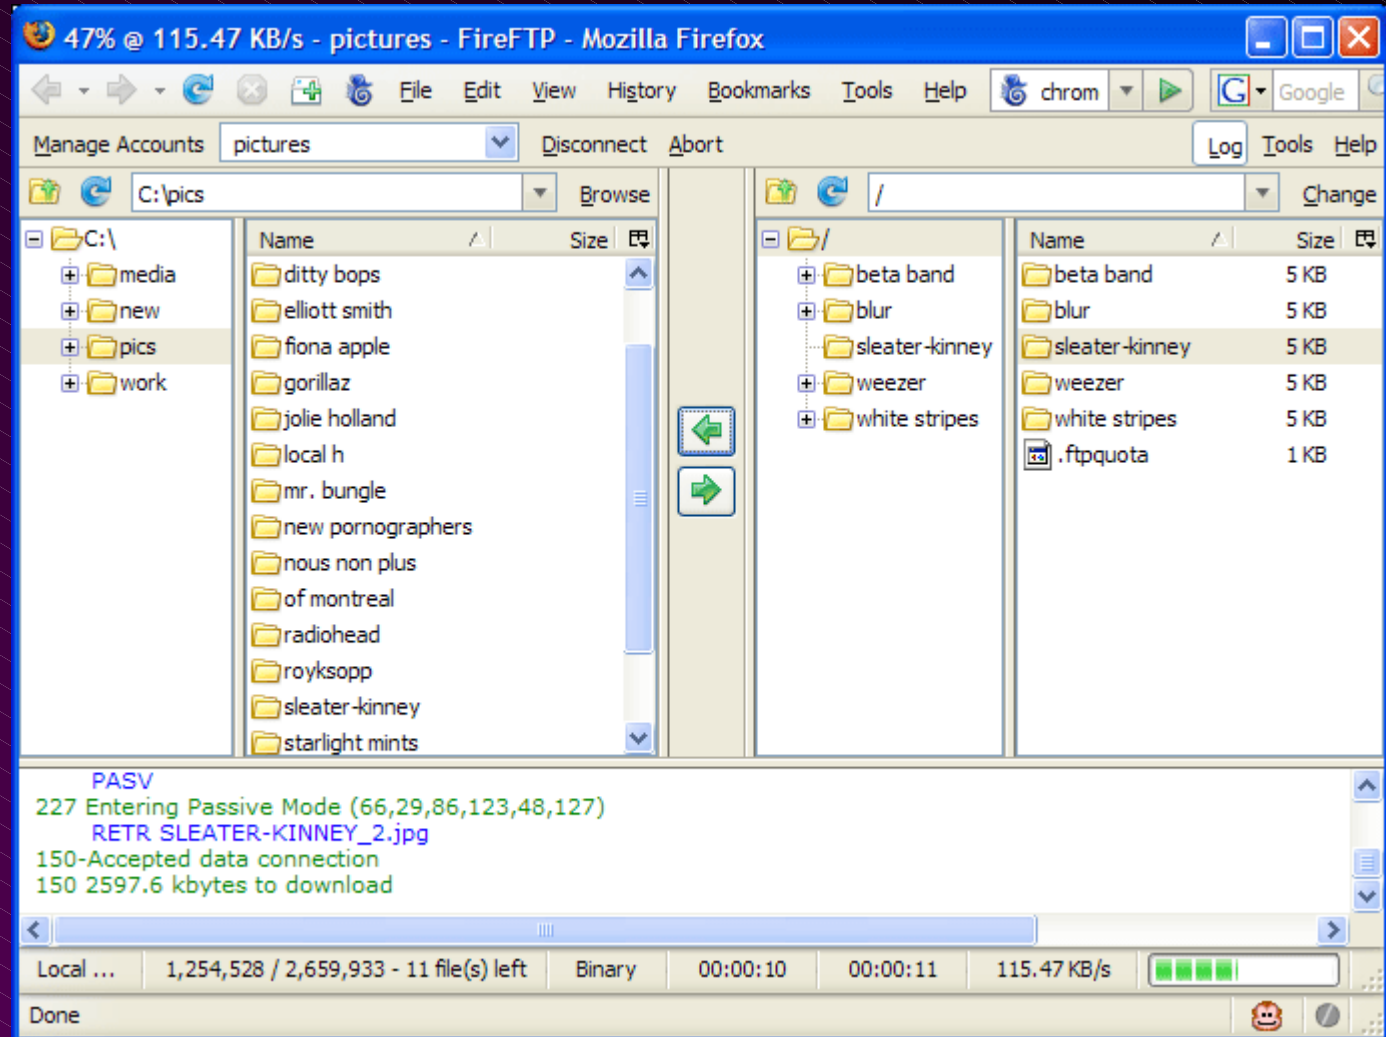 47% @ 115.47 KB/s - pictures - FireFTP - Mozilla Firefox
File Edit View History Bookmarks Tools Help chrom Google
Manage Accounts pictures Disconnect Abort Log Tools Help
C:\pics Browse / Change
C:\ Name Size / Name Size
media ditty bops beta band beta band 5 KB
new elliott smith blur blur 5 KB
pics fiona apple sleater-kinney sleater-kinney 5 KB
work gorillaz weezer weezer 5 KB
jolie holland white stripes white stripes 5 KB
local h .ftpquota 1 KB
mr. bungle
new pornographers
nous non plus
of montreal
radiohead
royksopp
sleater-kinney
starlight mints
PASV
227 Entering Passive Mode (66,29,86,123,48,127)
RETR SLEATER-KINNEY_2.jpg
150-Accepted data connection
150 2597.6 kbytes to download
Local ... 1,254,528 / 2,659,933 - 11 file(s) left Binary 00:00:10 00:00:11 115.47 KB/s
Done